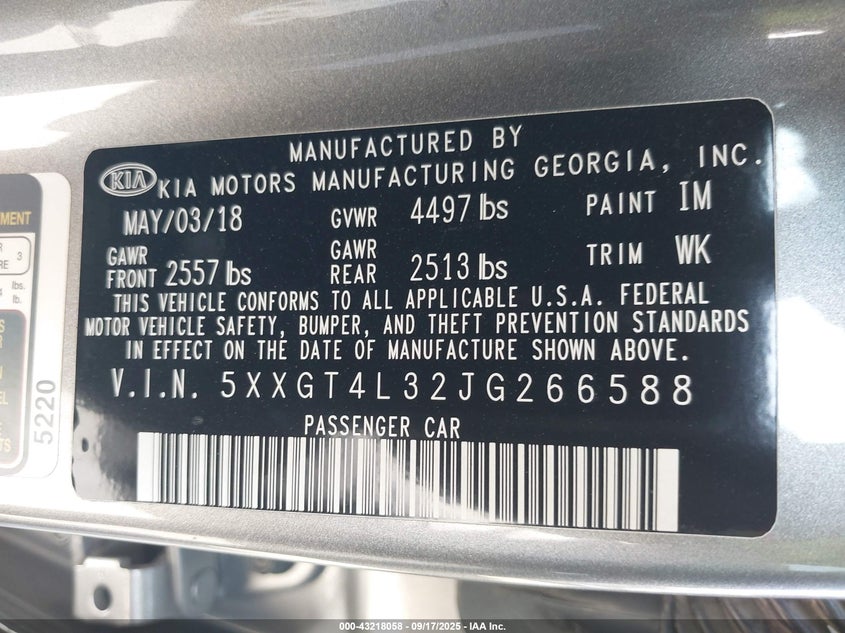 MANUFACTURED BY
KIA KIA MOTORS MANUFACTURING GEORGIA, INC.
MAY/03/18 GVWR 4497 lbs PAINT IM
GAWR FRONT 2557 lbs GAWR REAR 2513 lbs TRIM WK
THIS VEHICLE CONFORMS TO ALL APPLICABLE U.S.A. FEDERAL
MOTOR VEHICLE SAFETY, BUMPER, AND THEFT PREVENTION STANDARDS
IN EFFECT ON THE DATE OF MANUFACTURE SHOWN ABOVE.
V.I.N. 5XXGT4L32JG266588
PASSENGER CAR
3
lbs.
lb.
5220
000-43218058 - 09/17/2025 - IAA Inc.